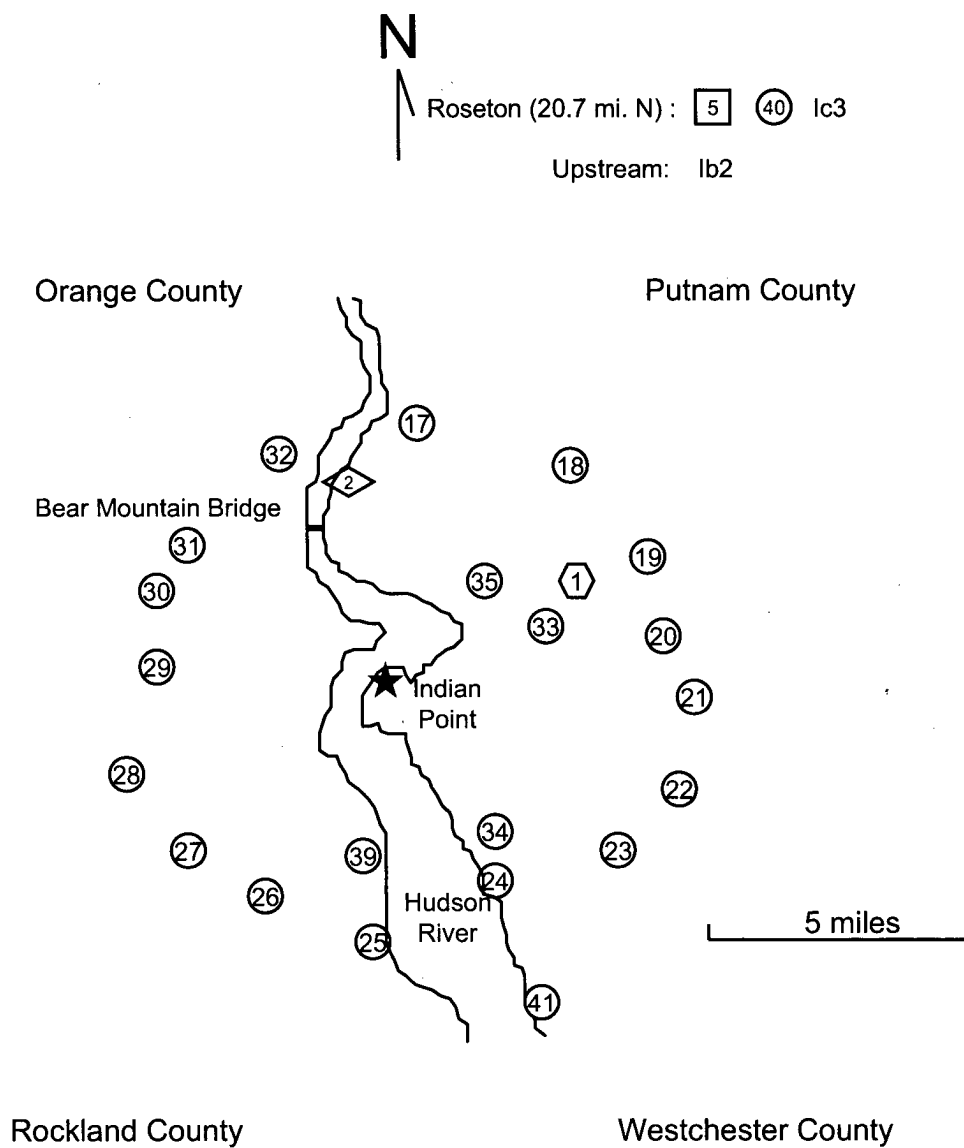 N
Roseton (20.7 mi. N) : 5 40 Ic3
Upstream: Ib2
Orange County
Putnam County
17
32
18
2
Bear Mountain Bridge
31
19
30
35
1
33
20
29
Indian
Point
21
28
22
34
27
39
23
24
26
Hudson
River
5 miles
25
41
Rockland County
Westchester County